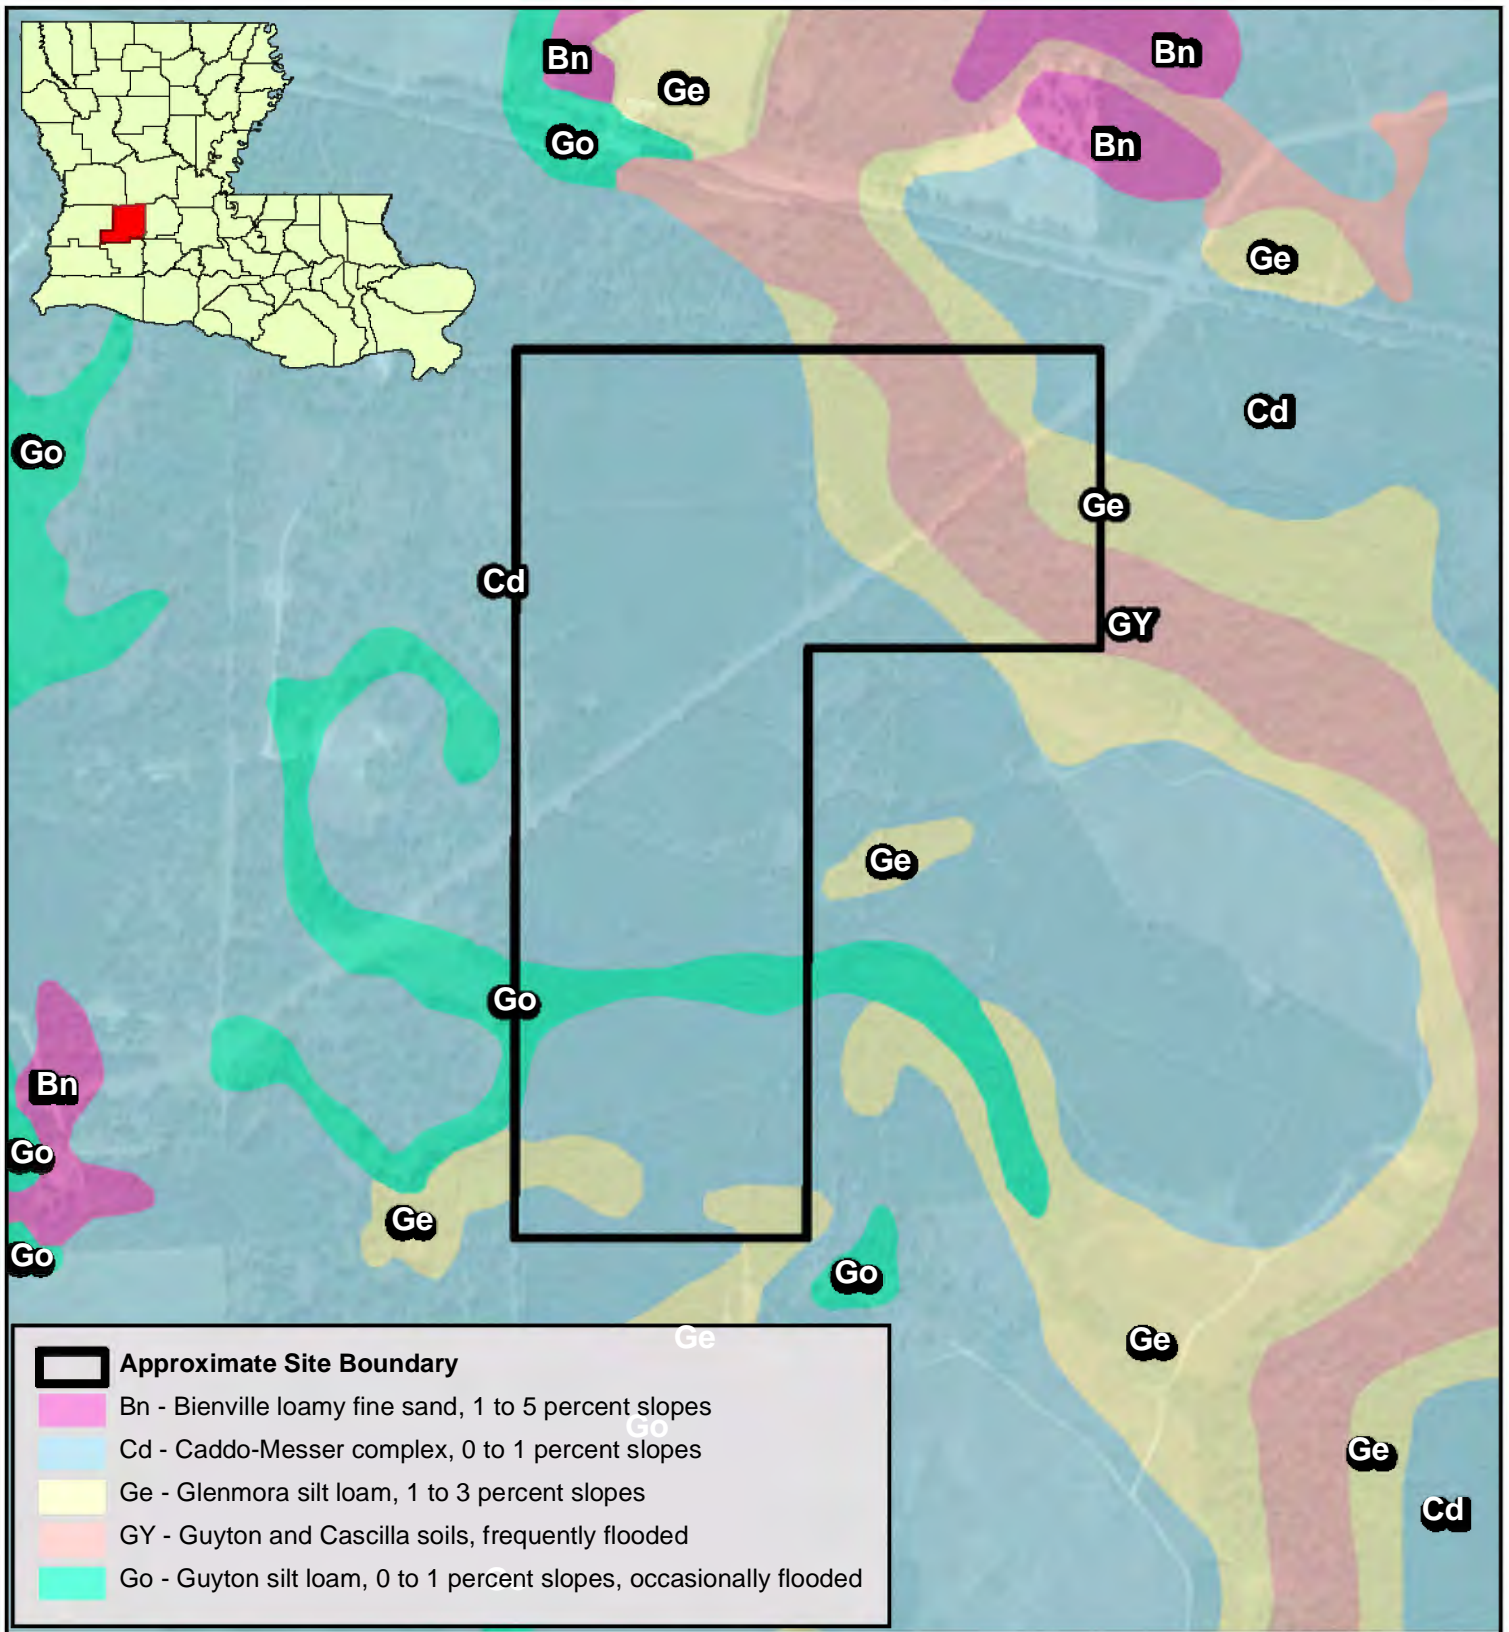 Bn
Bn
Ge
Go
Bn
Ge
Cd
Go
Ge
Cd
GY
Ge
Go
Bn
Go
Ge
Go
Go
Ge
Ge
Go
Ge
Cd
Approximate Site Boundary
Bn - Bienville loamy fine sand, 1 to 5 percent slopes
Cd - Caddo-Messer complex, 0 to 1 percent slopes
Ge - Glenmora silt loam, 1 to 3 percent slopes
GY - Guyton and Cascilla soils, frequently flooded
Go - Guyton silt loam, 0 to 1 percent slopes, occasionally flooded